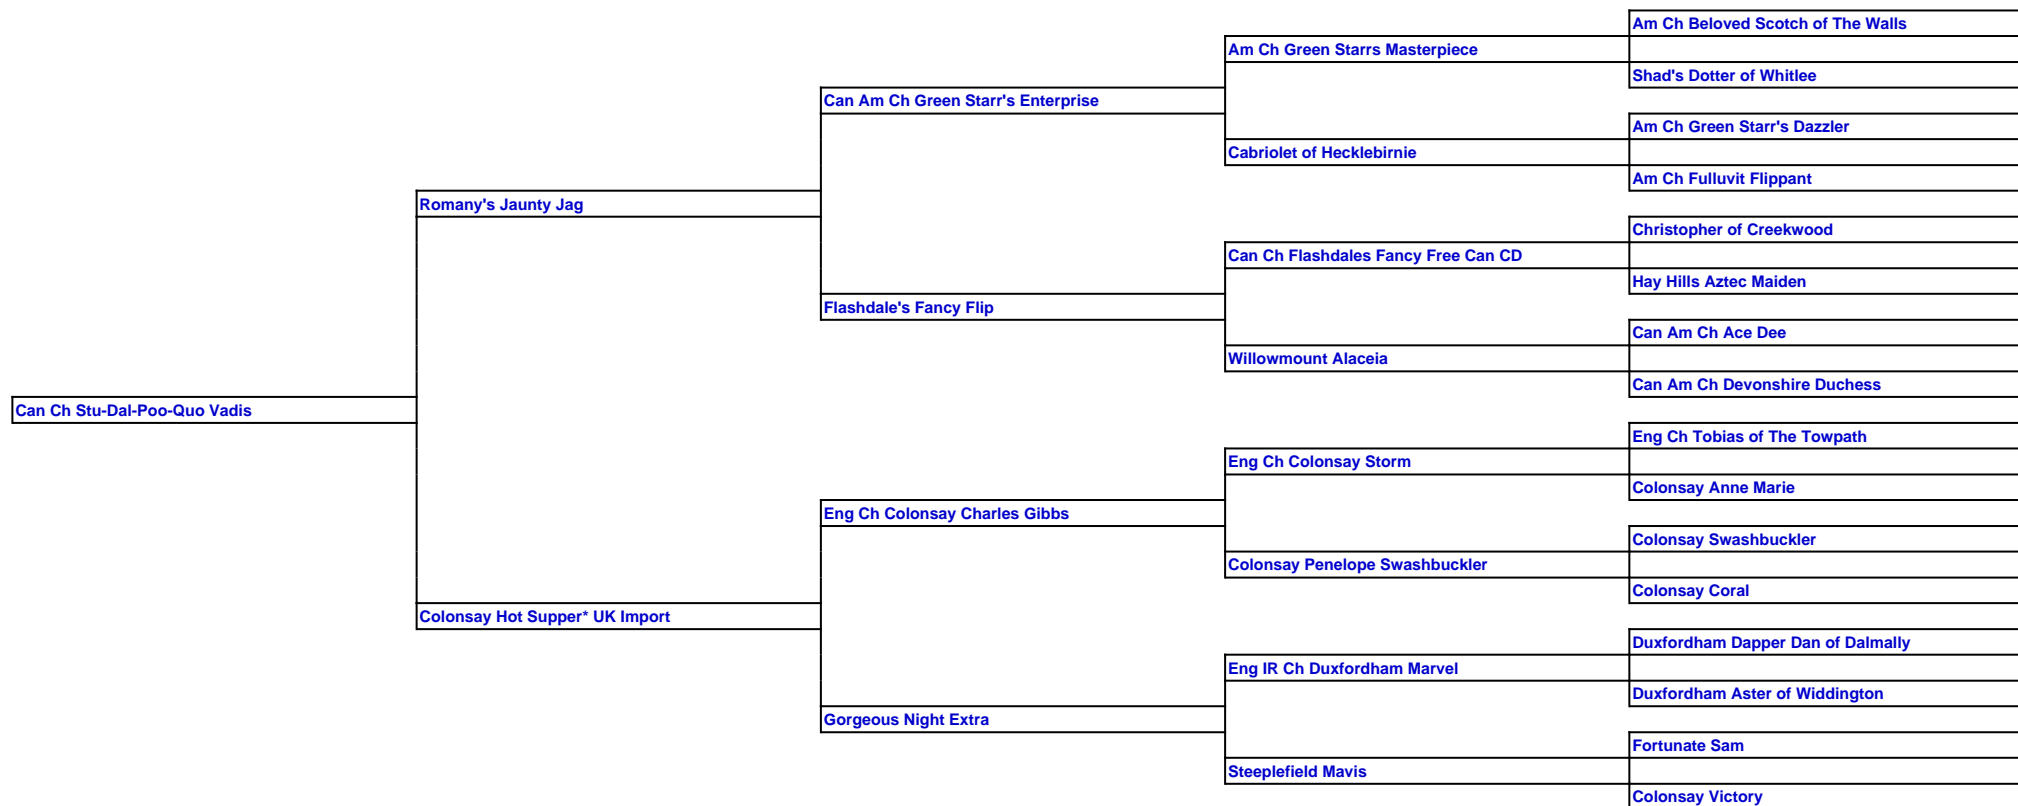 Am Ch Beloved Scotch of The Walls
Am Ch Green Starrs Masterpiece
Shad's Dotter of Whitlee
Can Am Ch Green Starr's Enterprise
Am Ch Green Starr's Dazzler
Cabriolet of Hecklebirnie
Am Ch Fulluvit Flippant
Romany's Jaunty Jag
Christopher of Creekwood
Can Ch Flashdales Fancy Free Can CD
Hay Hills Aztec Maiden
Flashdale's Fancy Flip
Can Am Ch Ace Dee
Willowmount Alaceia
Can Am Ch Devonshire Duchess
Can Ch Stu-Dal-Poo-Quo Vadis
Eng Ch Tobias of The Towpath
Eng Ch Colonsay Storm
Colonsay Anne Marie
Eng Ch Colonsay Charles Gibbs
Colonsay Swashbuckler
Colonsay Penelope Swashbuckler
Colonsay Coral
Colonsay Hot Supper* UK Import
Duxfordham Dapper Dan of Dalmally
Eng IR Ch Duxfordham Marvel
Duxfordham Aster of Widdington
Gorgeous Night Extra
Fortunate Sam
Steeplefield Mavis
Colonsay Victory